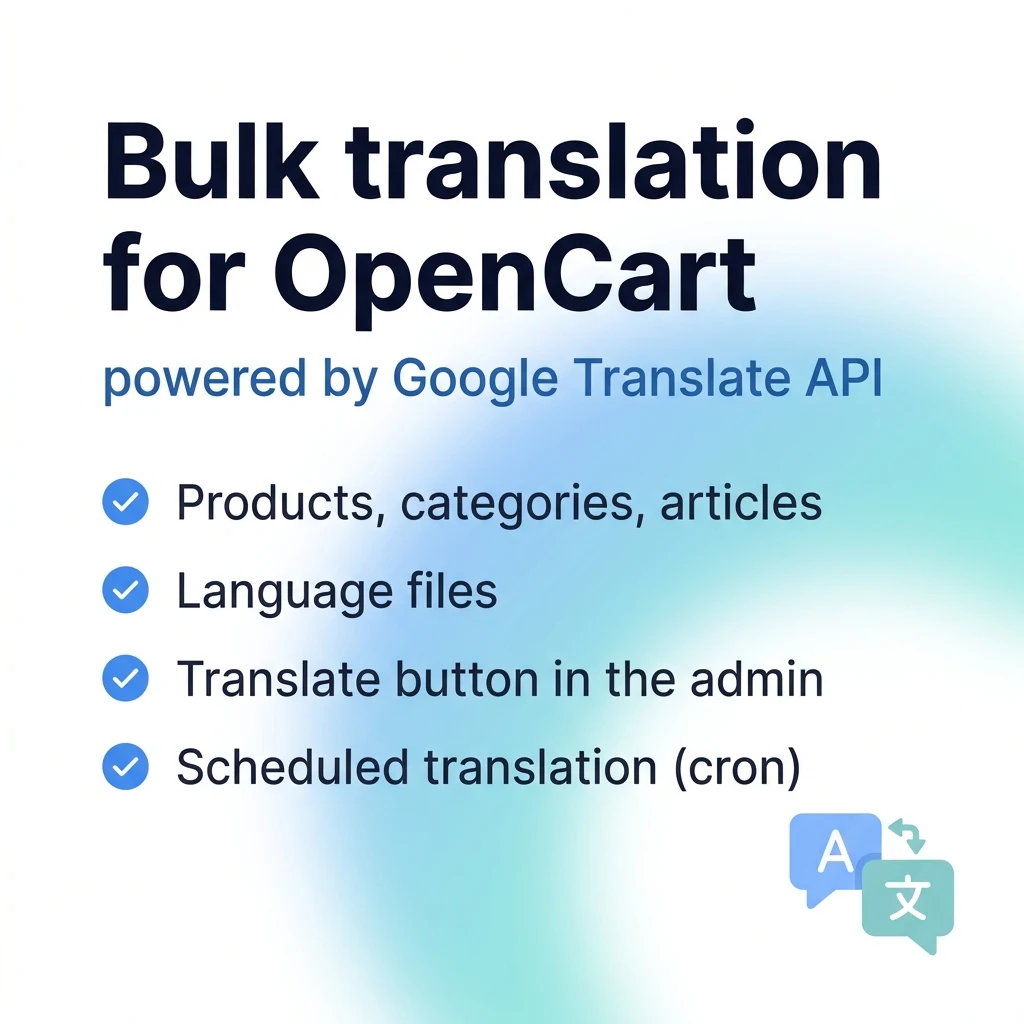 Bulk translation
for OpenCart
powered by Google Translate API
Products, categories, articles
Language files
Translate button in the admin
Scheduled translation (cron)
A
文